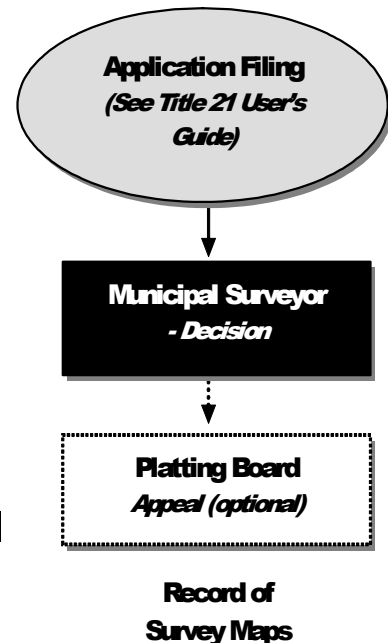 Application Filing
(See Title 21 User's
Guide)
Municipal Surveyor
- Decision
Platting Board
Appeal (optional)
Record of
Survey Maps